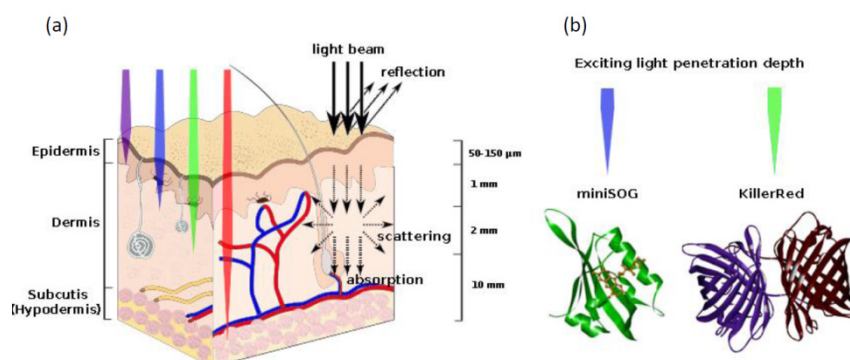 (a)
light beam
reflection
Epidermis
Dermis
Subcutis
(Hypodermis)
50-150 μm
1 mm
2 mm
10 mm
scattering
absorption
(b)
Exciting light penetration depth
miniSOG
KillerRed